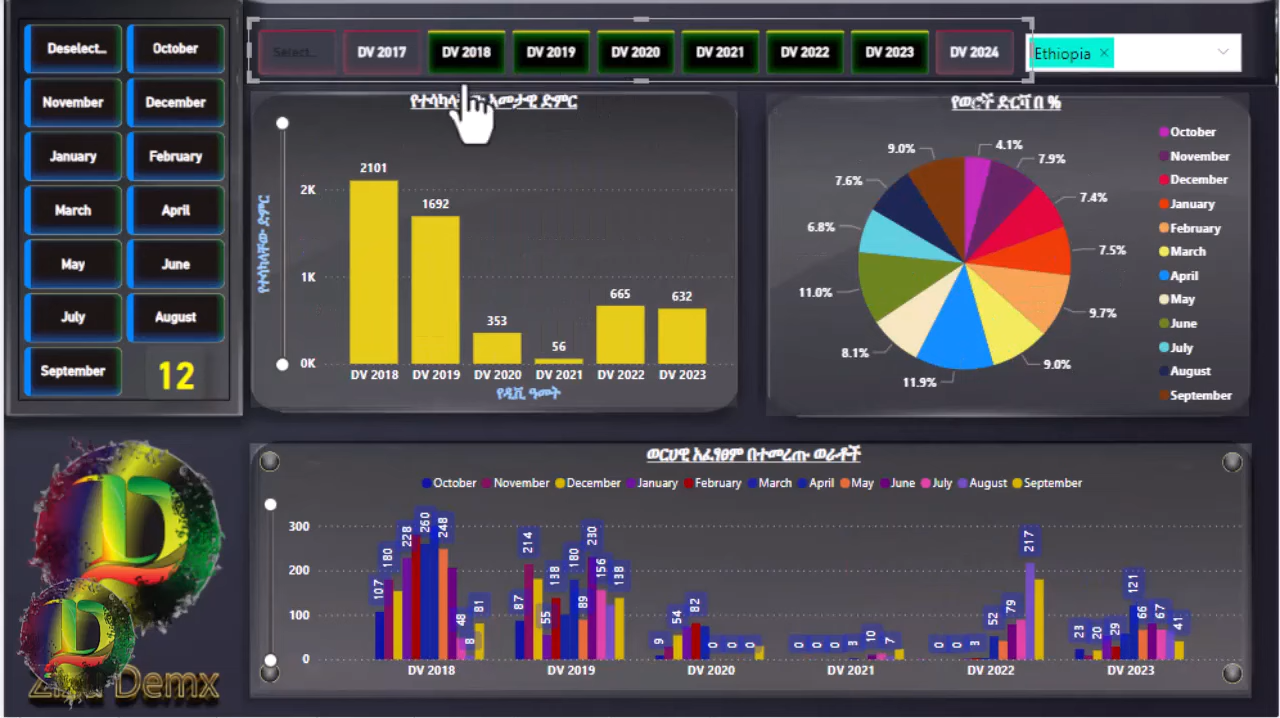 Deselect... October
November December
January February
March April
May June
July August
September 12
Select... DV 2017 DV 2018 DV 2019 DV 2020 DV 2021 DV 2022 DV 2023 DV 2024
Ethiopia ×
አመታዊ ድምር
2101
1692
353
56
665
632
2K
1K
0K
የተሳካላቸው ድምር
DV 2018 DV 2019 DV 2020 DV 2021 DV 2022 DV 2023
የዲቪ ዓመት
የወሮች ድርሻ በ %
4.1%
7.9%
7.4%
7.5%
9.7%
9.0%
11.9%
8.1%
11.0%
6.8%
7.6%
9.0%
October
November
December
January
February
March
April
May
June
July
August
September
ወርሀዊ አፈፃፀም በተመረጡ ወራቶች
October November December January February March April May June July August September
300
200
100
0
107 180 228 260 248 48 8 81
87 214 55 138 180 89 230 156 138
9 54 82 0 0 0
0 0 0 3 10 7
0 0 3 52 79 217
23 20 29 121 66 67 41
DV 2018 DV 2019 DV 2020 DV 2021 DV 2022 DV 2023
Demx